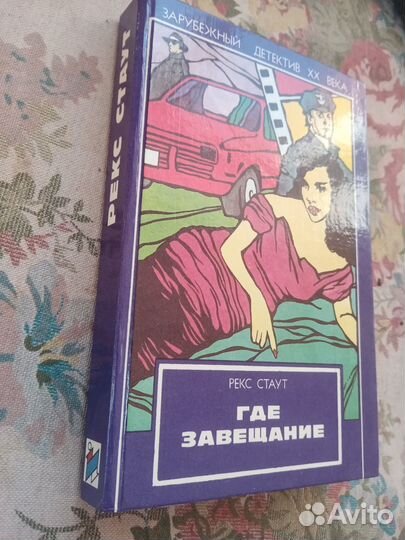 ЗАРУБЕЖНЫЙ ДЕТЕКТИВ XX ВЕКА
РЕКС СТАУТ
РЕКС СТАУТ
ГДЕ
ЗАВЕЩАНИЕ
Avito